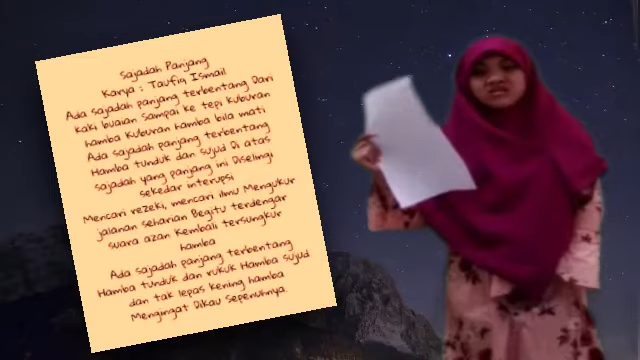 Sajadah Panjang
Karya : Taufiq Ismail
Ada sajadah panjang terbentang Dari
kaki buaian Sampai ke tepi kuburan
hamba Kuburan hamba bila mati
Ada sajadah panjang terbentang
Hamba tunduk dan sujud Di atas
sajadah yang panjang ini Diselingi
sekedar interupsi
Mencari rezeki, mencari ilmu Mengukur
jalanan seharian Begitu terdengar
suara azan Kembali tersungkur
hamba
Ada sajadah panjang terbentang
Hamba tunduk dan rukuk Hamba sujud
dan tak lepas kening hamba
Mengingat Dikau sepenuhnya.